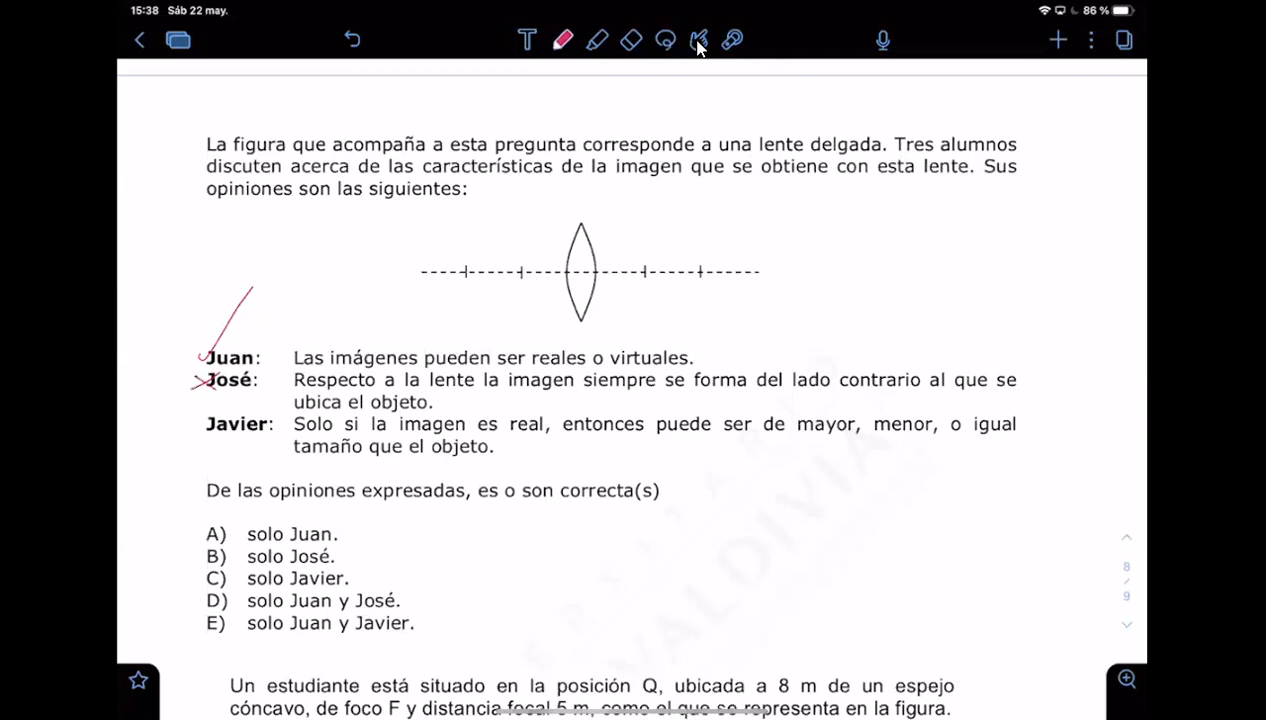 15:38 Sáb 22 may. 86 %
La figura que acompaña a esta pregunta corresponde a una lente delgada. Tres alumnos
discuten acerca de las características de la imagen que se obtiene con esta lente. Sus
opiniones son las siguientes:
Juan: Las imágenes pueden ser reales o virtuales.
José: Respecto a la lente la imagen siempre se forma del lado contrario al que se
ubica el objeto.
Javier: Solo si la imagen es real, entonces puede ser de mayor, menor, o igual
tamaño que el objeto.
De las opiniones expresadas, es o son correcta(s)
A) solo Juan.
B) solo José.
C) solo Javier.
D) solo Juan y José.
E) solo Juan y Javier.
8
/
9
VALDIVIA
Un estudiante está situado en la posición Q, ubicada a 8 m de un espejo
cóncavo, de foco F y distancia focal 5 m, como el que se representa en la figura.